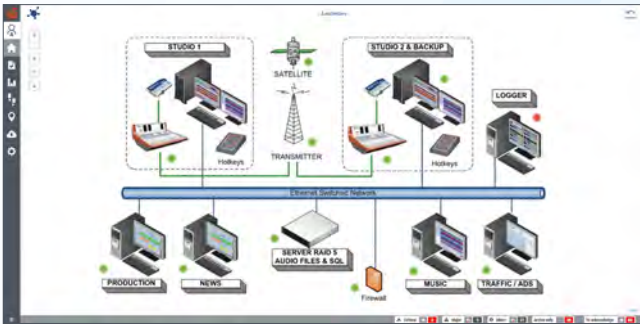 STUDIO 1
SATELLITE
STUDIO 2 & BACKUP
LOGGER
Hotkeys
TRANSMITTER
Hotkeys
Ethernet Switched Network
PRODUCTION
NEWS
SERVER RAID 5
AUDIO FILES & SQL
Firewall
MUSIC
TRAFFIC / ADS